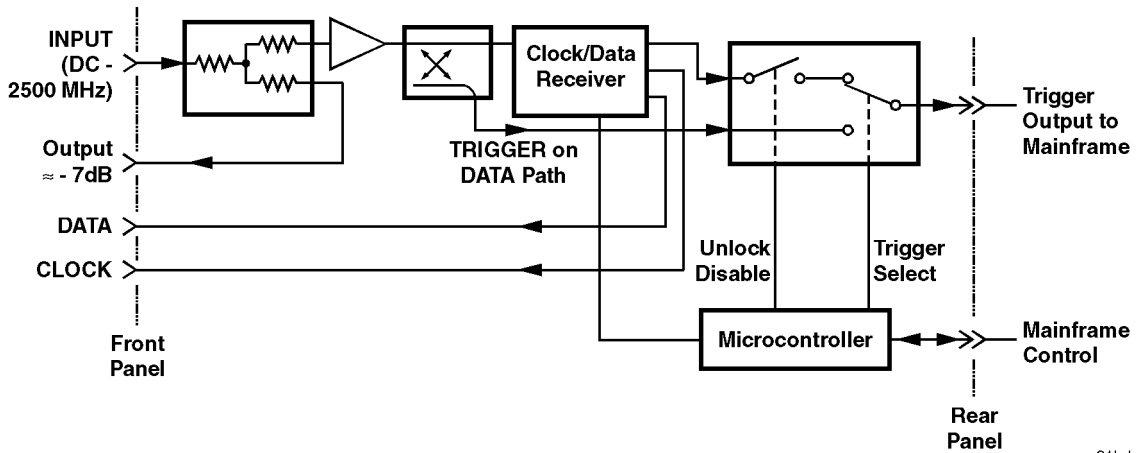 INPUT
(DC -
2500 MHz)
Output
≈ - 7dB
DATA
CLOCK
Front
Panel
Clock/Data
Receiver
TRIGGER on
DATA Path
Unlock
Disable
Trigger
Select
Microcontroller
Trigger
Output to
Mainframe
Mainframe
Control
Rear
Panel